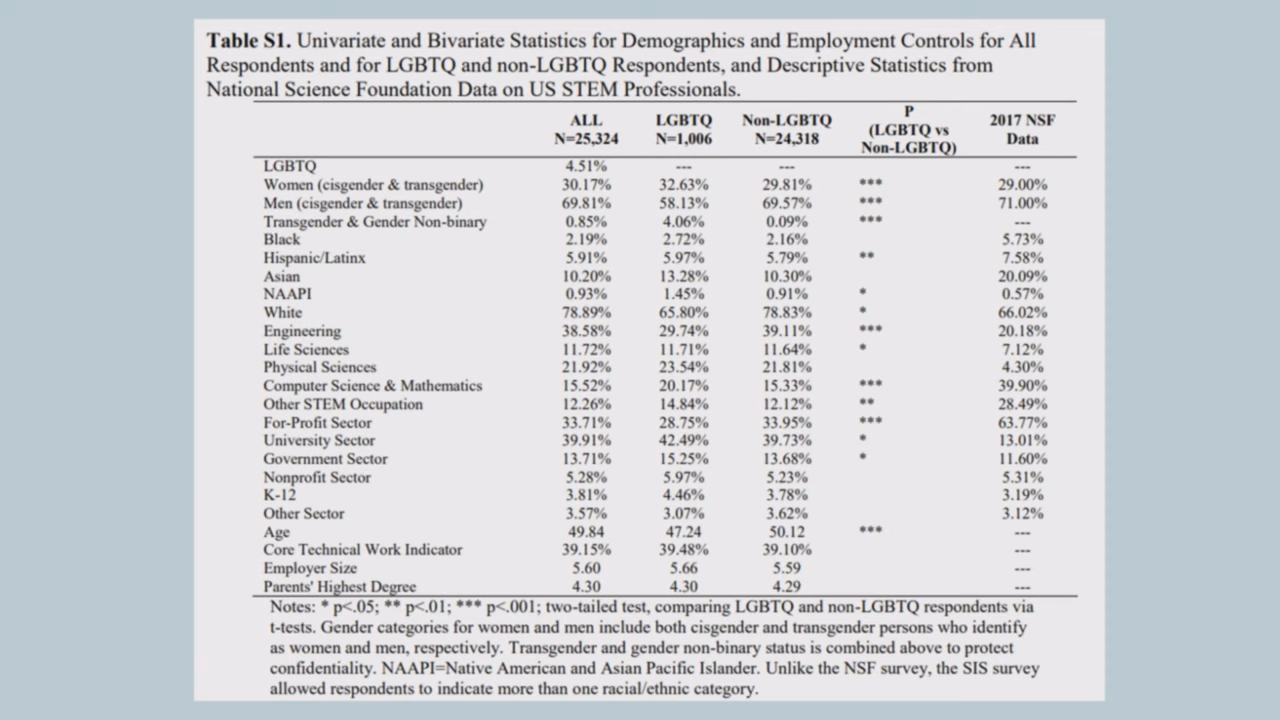 Table S1. Univariate and Bivariate Statistics for Demographics and Employment Controls for All
Respondents and for LGBTQ and non-LGBTQ Respondents, and Descriptive Statistics from
National Science Foundation Data on US STEM Professionals.
ALL N=25,324 LGBTQ N=1,006 Non-LGBTQ N=24,318 P (LGBTQ vs Non-LGBTQ) 2017 NSF Data
LGBTQ 4.51% --- --- ---
Women (cisgender & transgender) 30.17% 32.63% 29.81% *** 29.00%
Men (cisgender & transgender) 69.81% 58.13% 69.57% *** 71.00%
Transgender & Gender Non-binary 0.85% 4.06% 0.09% *** ---
Black 2.19% 2.72% 2.16% 5.73%
Hispanic/Latinx 5.91% 5.97% 5.79% ** 7.58%
Asian 10.20% 13.28% 10.30% 20.09%
NAAPI 0.93% 1.45% 0.91% * 0.57%
White 78.89% 65.80% 78.83% * 66.02%
Engineering 38.58% 29.74% 39.11% *** 20.18%
Life Sciences 11.72% 11.71% 11.64% * 7.12%
Physical Sciences 21.92% 23.54% 21.81% 4.30%
Computer Science & Mathematics 15.52% 20.17% 15.33% *** 39.90%
Other STEM Occupation 12.26% 14.84% 12.12% ** 28.49%
For-Profit Sector 33.71% 28.75% 33.95% *** 63.77%
University Sector 39.91% 42.49% 39.73% * 13.01%
Government Sector 13.71% 15.25% 13.68% * 11.60%
Nonprofit Sector 5.28% 5.97% 5.23% 5.31%
K-12 3.81% 4.46% 3.78% 3.19%
Other Sector 3.57% 3.07% 3.62% 3.12%
Age 49.84 47.24 50.12 *** ---
Core Technical Work Indicator 39.15% 39.48% 39.10% ---
Employer Size 5.60 5.66 5.59 ---
Parents' Highest Degree 4.30 4.30 4.29 ---
Notes: * p<.05; ** p<.01; *** p<.001; two-tailed test, comparing LGBTQ and non-LGBTQ respondents via
t-tests. Gender categories for women and men include both cisgender and transgender persons who identify
as women and men, respectively. Transgender and gender non-binary status is combined above to protect
confidentiality. NAAPI=Native American and Asian Pacific Islander. Unlike the NSF survey, the SIS survey
allowed respondents to indicate more than one racial/ethnic category.